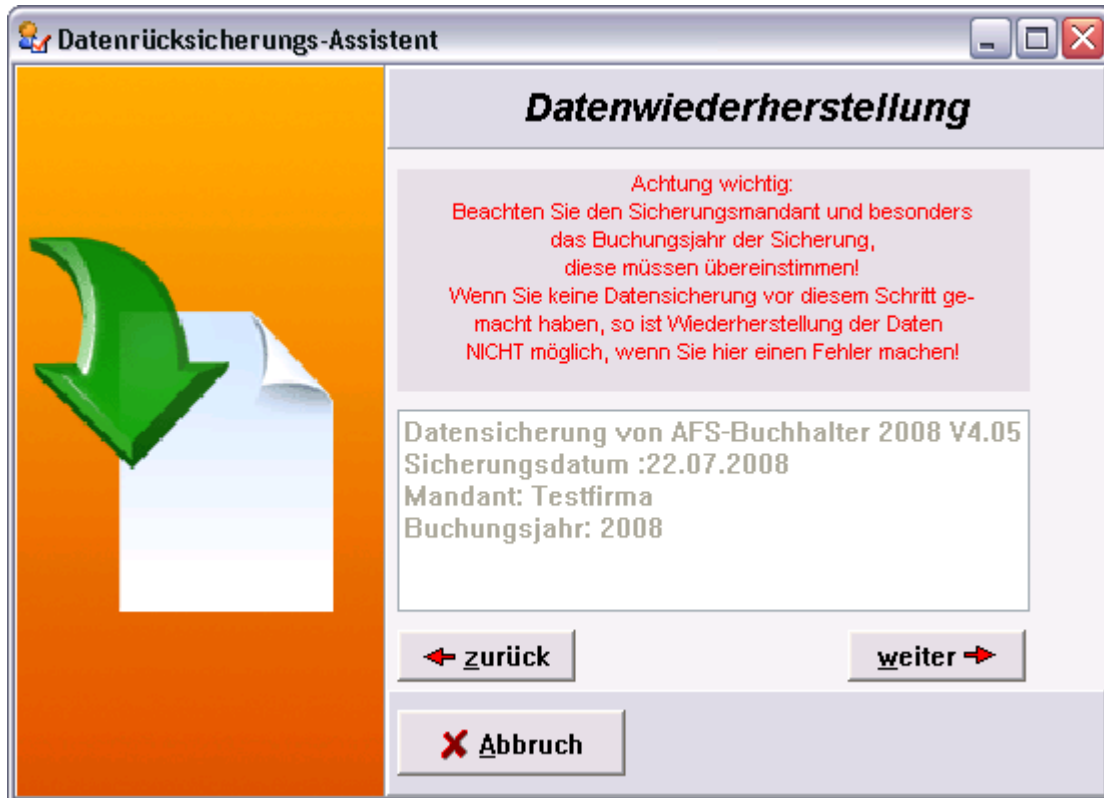 Datenrücksicherungs-Assistent
Datenwiederherstellung
Achtung wichtig:
Beachten Sie den Sicherungsmandant und besonders
das Buchungsjahr der Sicherung,
diese müssen übereinstimmen!
Wenn Sie keine Datensicherung vor diesem Schritt ge-
macht haben, so ist Wiederherstellung der Daten
NICHT möglich, wenn Sie hier einen Fehler machen!
Datensicherung von AFS-Buchhalter 2008 V4.05
Sicherungsdatum :22.07.2008
Mandant: Testfirma
Buchungsjahr: 2008
zurück
weiter
Abbruch